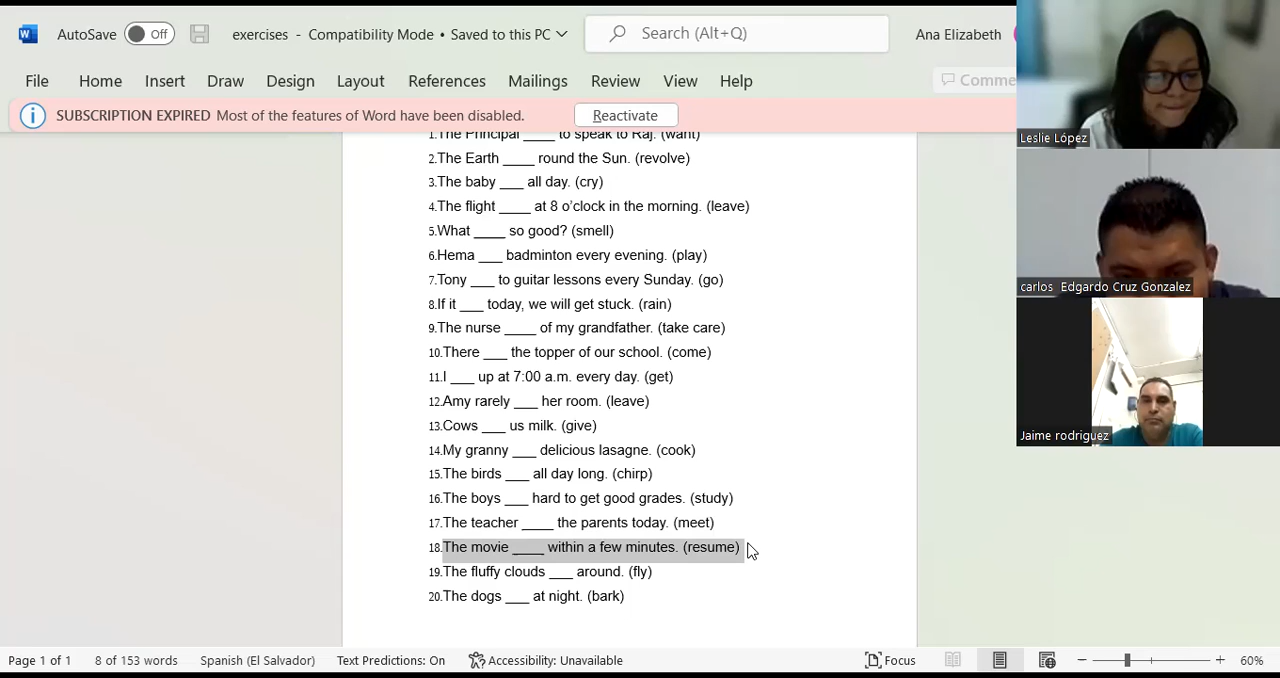 AutoSave Off exercises - Compatibility Mode • Saved to this PC Search (Alt+Q) Ana Elizabeth
File Home Insert Draw Design Layout References Mailings Review View Help Comme
SUBSCRIPTION EXPIRED Most of the features of Word have been disabled. Reactivate
1.The Principal ____ to speak to Raj. (want)
2.The Earth ____ round the Sun. (revolve)
3.The baby ___ all day. (cry)
4.The flight ____ at 8 o'clock in the morning. (leave)
5.What ____ so good? (smell)
6.Hema ___ badminton every evening. (play)
7.Tony ___ to guitar lessons every Sunday. (go)
8.If it ___ today, we will get stuck. (rain)
9.The nurse ____ of my grandfather. (take care)
10.There ___ the topper of our school. (come)
11.I ___ up at 7:00 a.m. every day. (get)
12.Amy rarely ___ her room. (leave)
13.Cows ___ us milk. (give)
14.My granny ___ delicious lasagne. (cook)
15.The birds ___ all day long. (chirp)
16.The boys ___ hard to get good grades. (study)
17.The teacher ____ the parents today. (meet)
18.The movie ____ within a few minutes. (resume)
19.The fluffy clouds ___ around. (fly)
20.The dogs ___ at night. (bark)
Page 1 of 1 8 of 153 words Spanish (El Salvador) Text Predictions: On Accessibility: Unavailable Focus 60%
Leslie López
carlos Edgardo Cruz Gonzalez
Jaime rodriguez